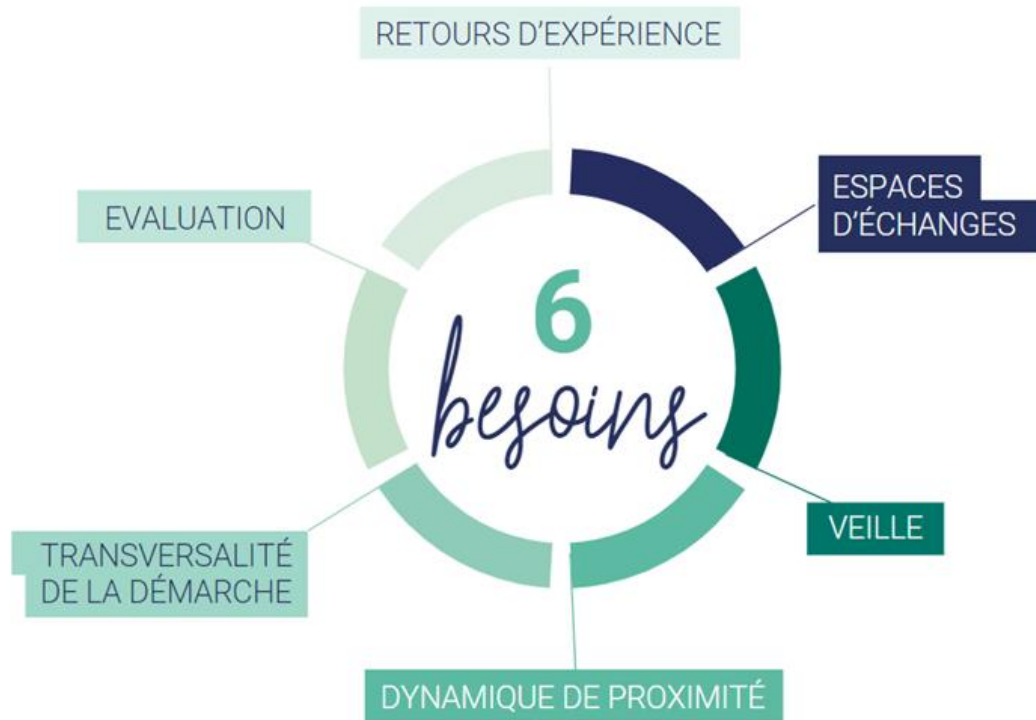 RETOURS D'EXPÉRIENCE
ESPACES
D'ÉCHANGES
EVALUATION
6
besoins
VEILLE
TRANSVERSALITÉ
DE LA DÉMARCHE
DYNAMIQUE DE PROXIMITÉ